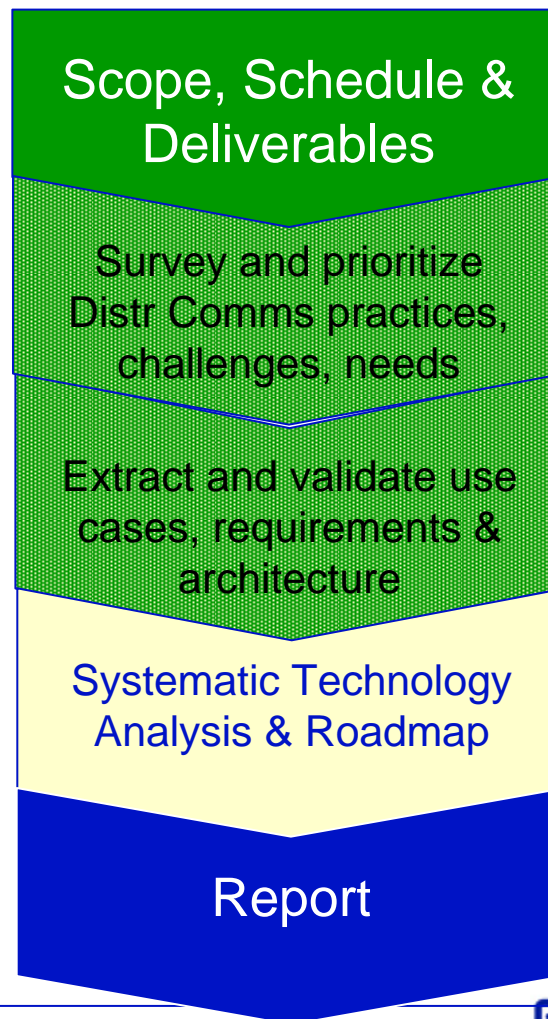 Scope, Schedule &
Deliverables
Survey and prioritize
Distr Comms practices,
challenges, needs
Extract and validate use
cases, requirements &
architecture
Systematic Technology
Analysis & Roadmap
Report